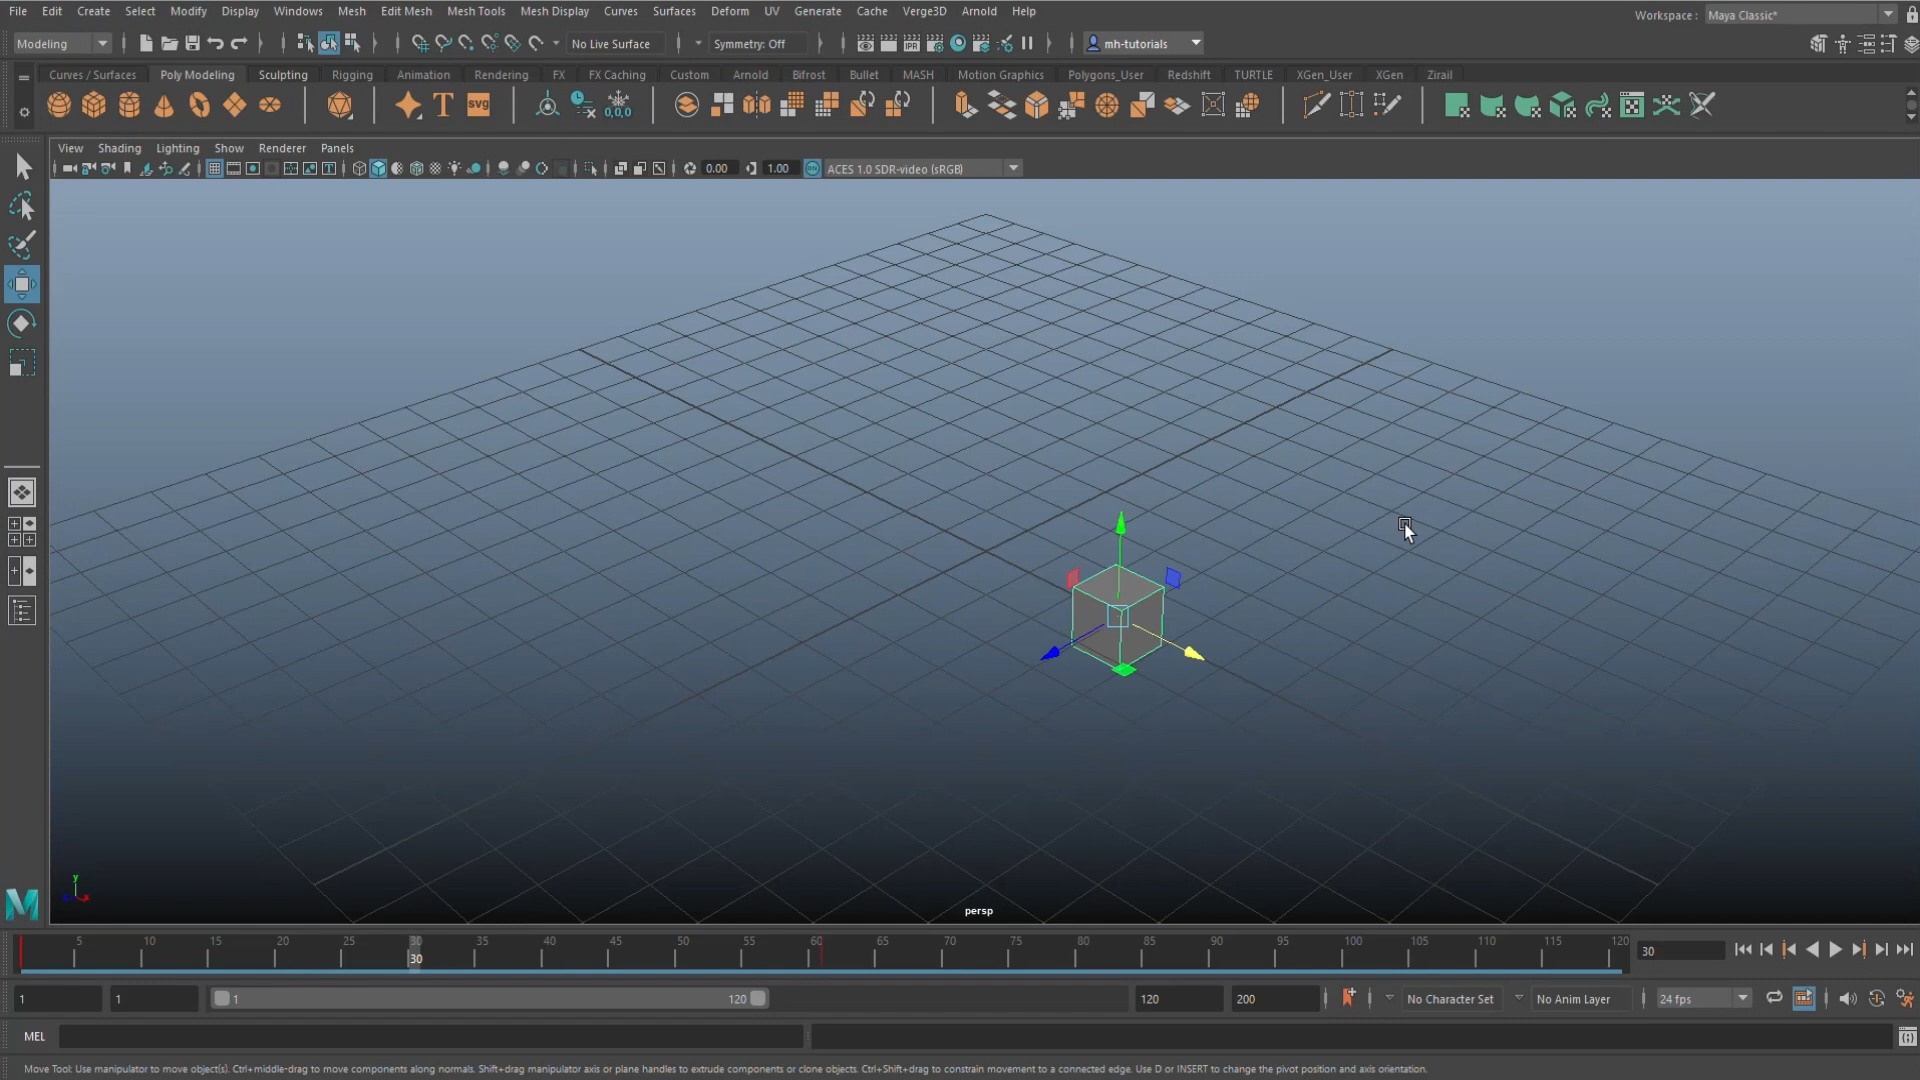 File Edit Create Select Modify Display Windows Mesh Edit Mesh Mesh Tools Mesh Display Curves Surfaces Deform UV Generate Cache Verge3D Arnold Help Workspace : Maya Classic*
Modeling No Live Surface Symmetry: Off IPR mh-tutorials
Curves / Surfaces Poly Modeling Sculpting Rigging Animation Rendering FX FX Caching Custom Arnold Bifrost Bullet MASH Motion Graphics Polygons_User Redshift TURTLE XGen_User XGen Zirail
T svg 0,0,0
View Shading Lighting Show Renderer Panels
0.00 1.00 ACES 1.0 SDR-video (sRGB)
y
M
persp
5 10 15 20 25 30 35 40 45 50 55 60 65 70 75 80 85 90 95 100 105 110 115 120
30 30
1 1 1 120 120 200 No Character Set No Anim Layer 24 fps
MEL
Move Tool: Use manipulator to move object(s). Ctrl+middle-drag to move components along normals. Shift+drag manipulator axis or plane handles to extrude components or clone objects. Ctrl+Shift+drag to constrain movement to a connected edge. Use D or INSERT to change the pivot position and axis orientation.